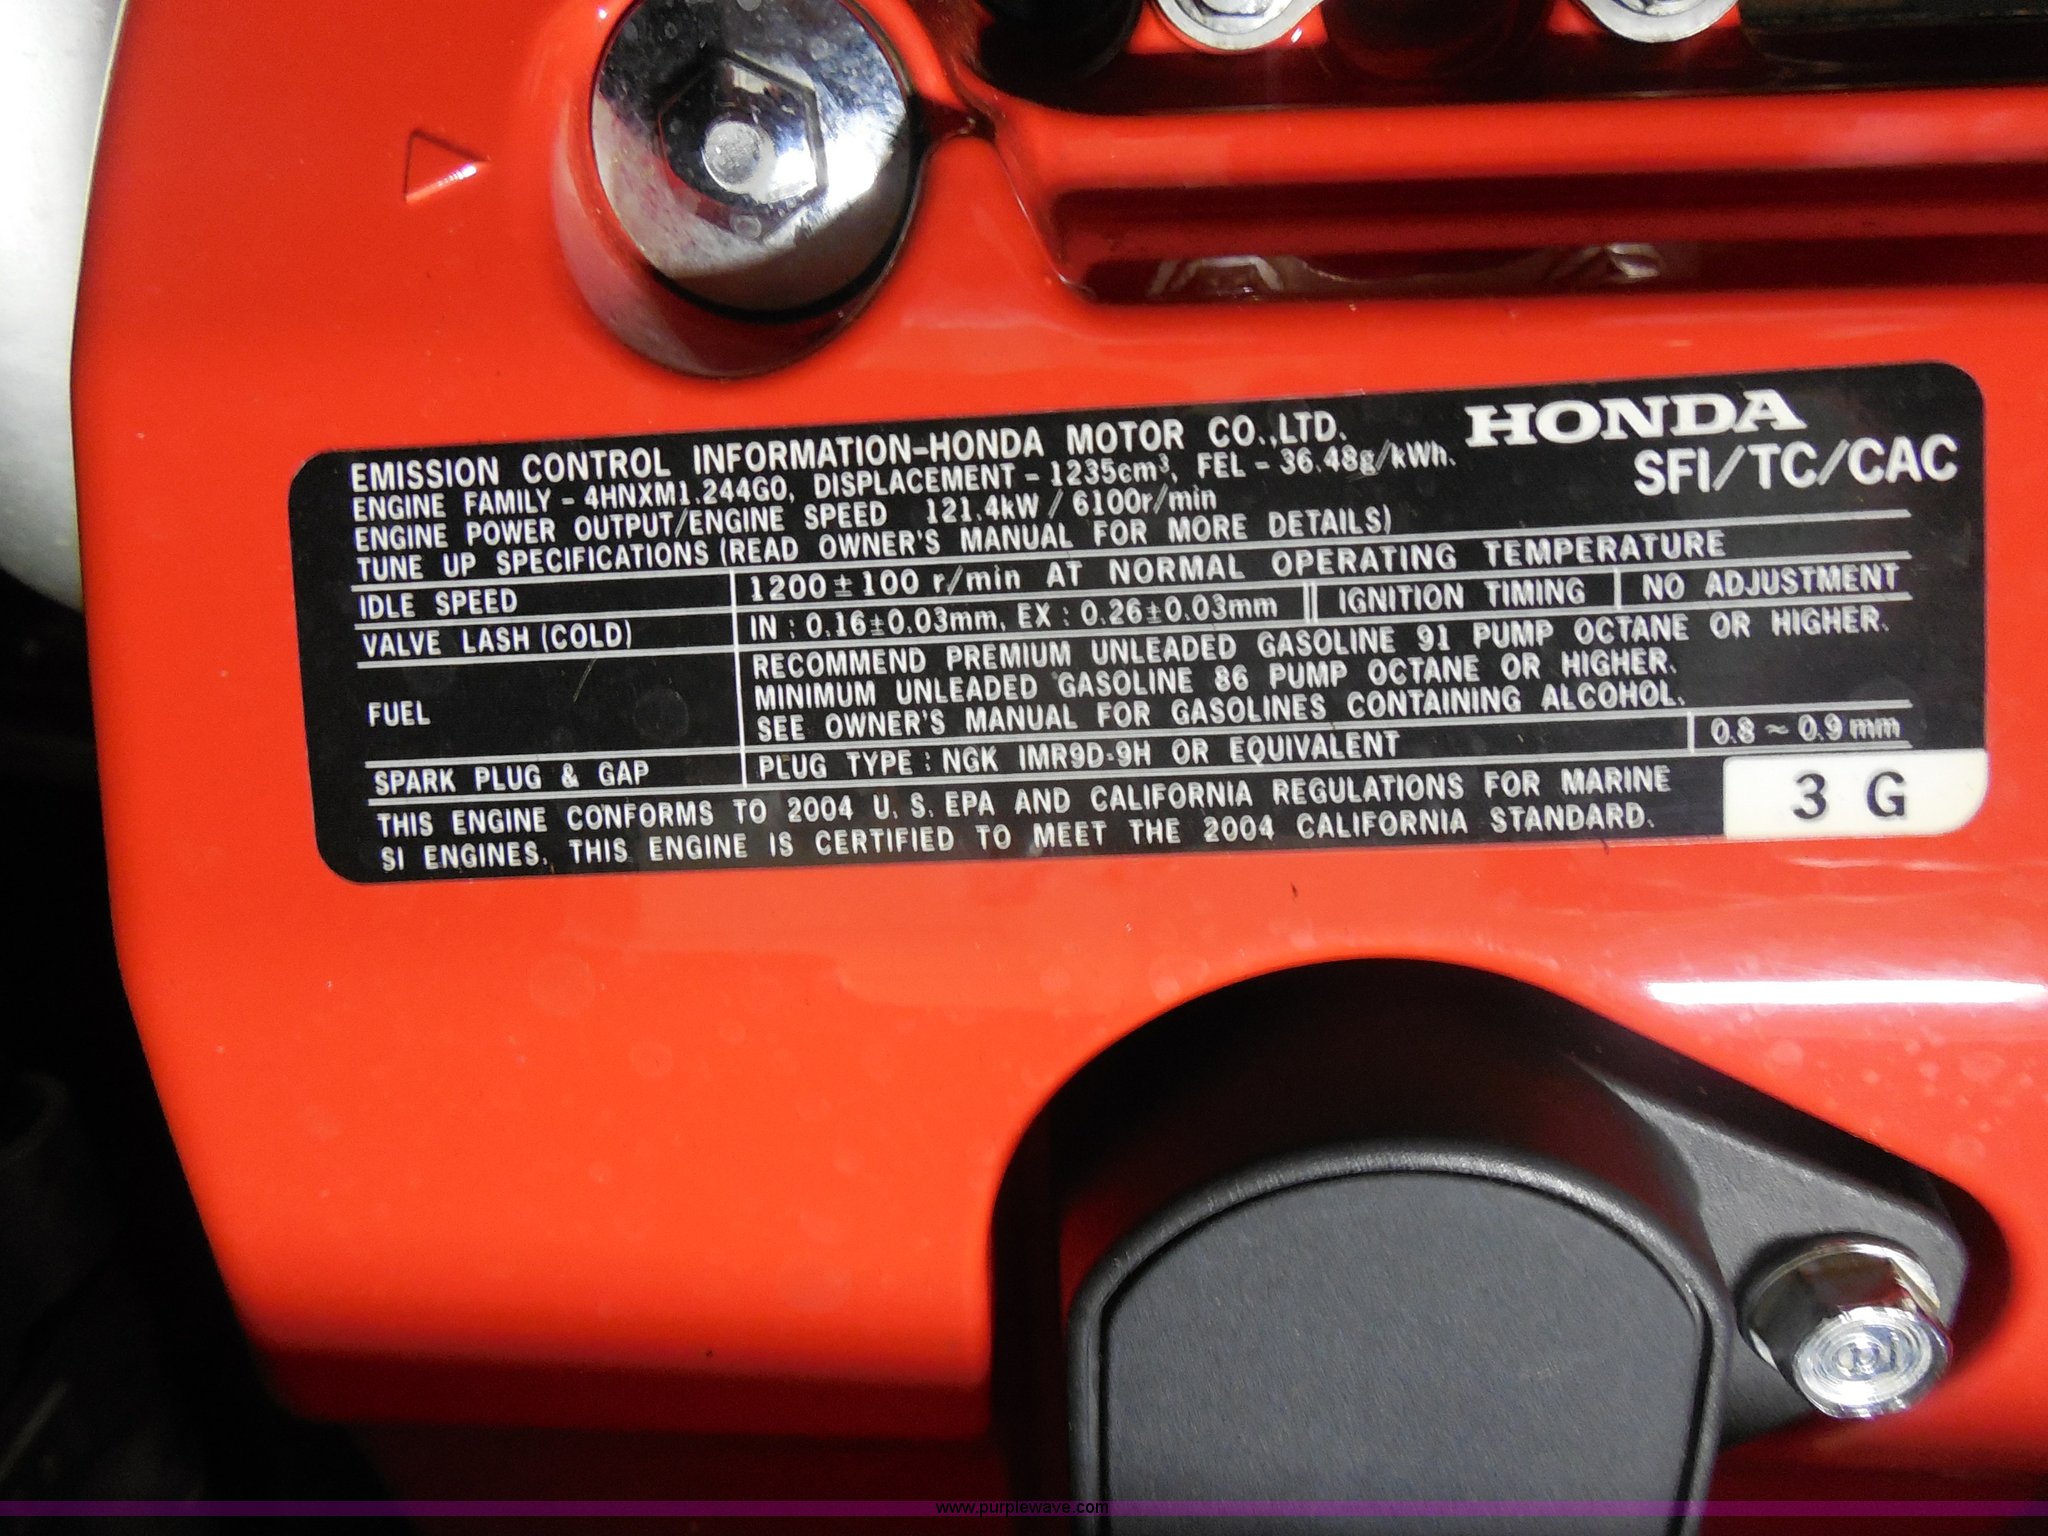 EMISSION CONTROL INFORMATION-HONDA MOTOR CO.,LTD.
HONDA
ENGINE FAMILY - 4HNXM1.244G0, DISPLACEMENT - 1235cm³, FEL - 36.48g/kWh.
SFI/TC/CAC
ENGINE POWER OUTPUT/ENGINE SPEED 121.4kW / 6100r/min
TUNE UP SPECIFICATIONS (READ OWNER'S MANUAL FOR MORE DETAILS)
IDLE SPEED 1200±100 r/min AT NORMAL OPERATING TEMPERATURE
VALVE LASH (COLD) IN : 0.16±0.03mm, EX : 0.26±0.03mm IGNITION TIMING NO ADJUSTMENT
FUEL RECOMMEND PREMIUM UNLEADED GASOLINE 91 PUMP OCTANE OR HIGHER.
MINIMUM UNLEADED GASOLINE 86 PUMP OCTANE OR HIGHER.
SEE OWNER'S MANUAL FOR GASOLINES CONTAINING ALCOHOL.
SPARK PLUG & GAP PLUG TYPE : NGK IMR9D-9H OR EQUIVALENT 0.8 ~ 0.9 mm
THIS ENGINE CONFORMS TO 2004 U.S.EPA AND CALIFORNIA REGULATIONS FOR MARINE
SI ENGINES. THIS ENGINE IS CERTIFIED TO MEET THE 2004 CALIFORNIA STANDARD.
3 G
www.purplewave.com